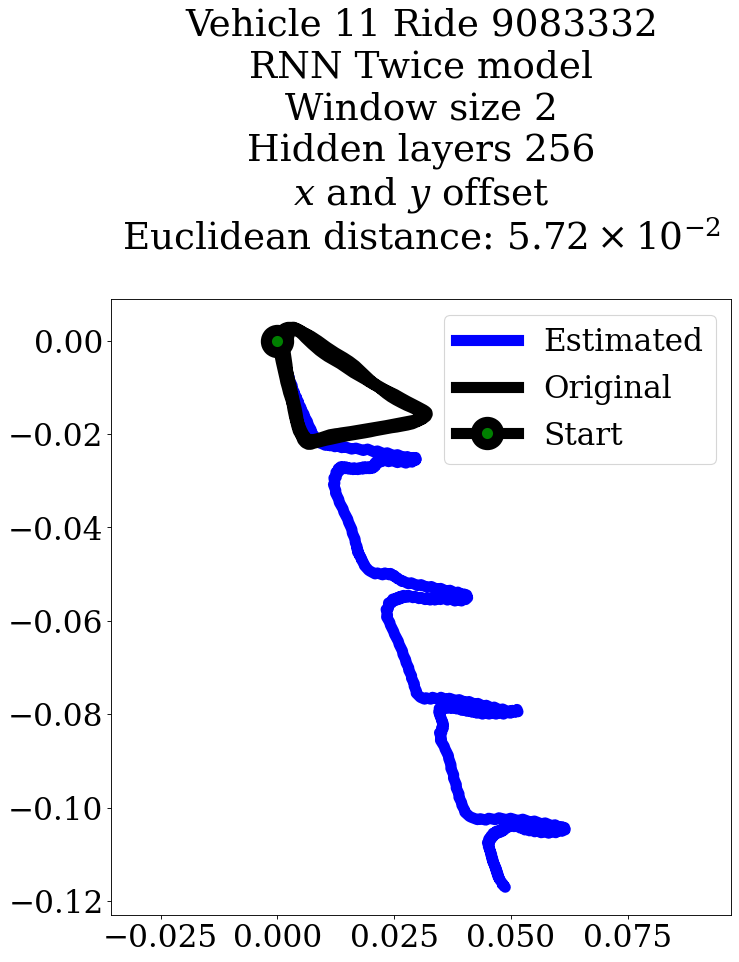 Vehicle 11 Ride 9083332
RNN Twice model
Window size 2
Hidden layers 256
x and y offset
Euclidean distance: 5.72 × 10⁻²
Estimated
Original
Start
0.00
−0.02
−0.04
−0.06
−0.08
−0.10
−0.12
−0.025 0.000 0.025 0.050 0.075